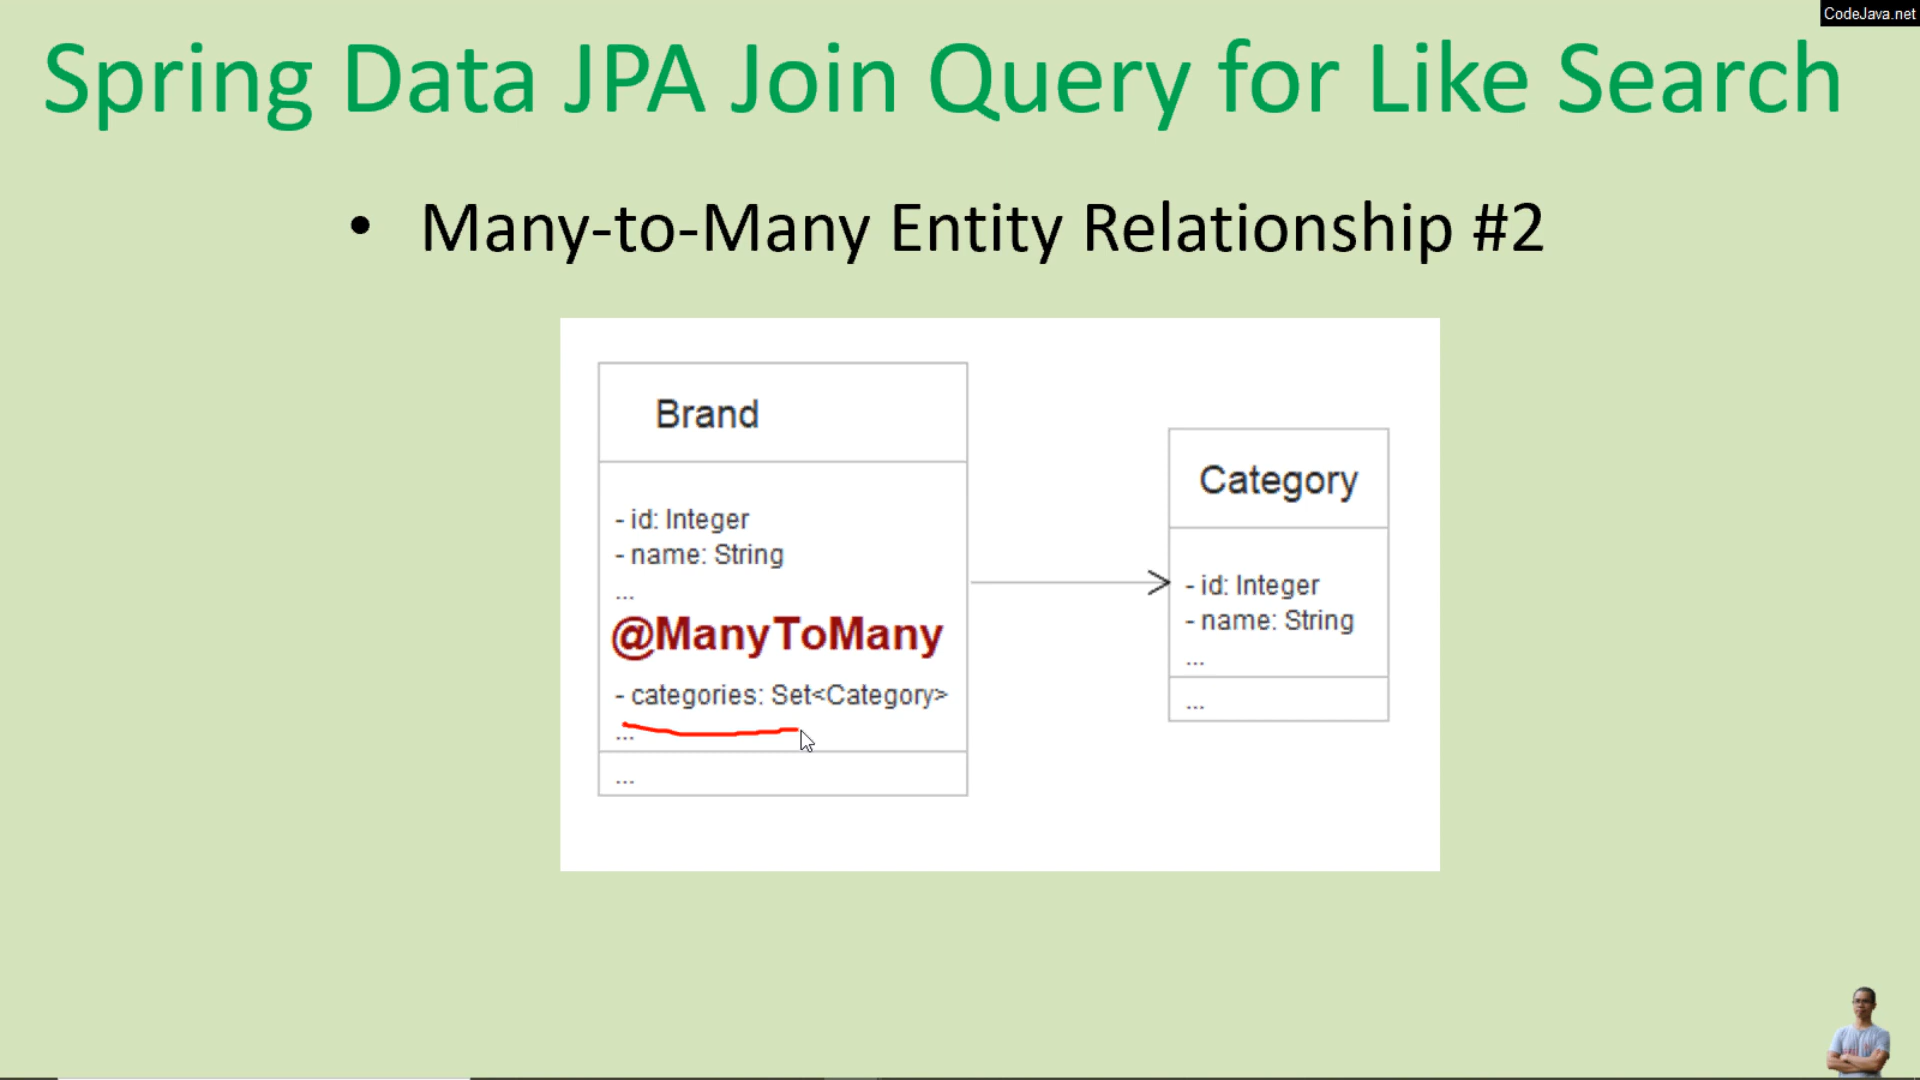 CodeJava.net
Spring Data JPA Join Query for Like Search
• Many-to-Many Entity Relationship #2
Brand
- id: Integer
- name: String
...
@ManyToMany
- categories: Set<Category>
...
...
Category
- id: Integer
- name: String
...
...